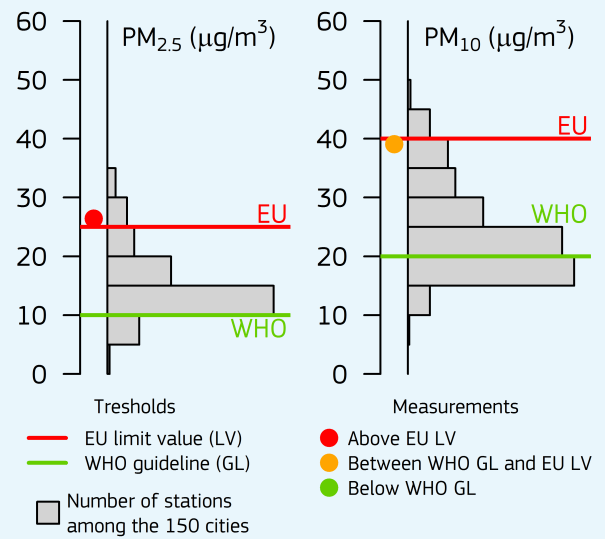 PM2.5 (µg/m³)
60
50
40
30
20
10
0
EU
WHO
PM10 (µg/m³)
60
50
40
30
20
10
0
EU
WHO
Tresholds
EU limit value (LV)
WHO guideline (GL)
Number of stations
among the 150 cities
Measurements
Above EU LV
Between WHO GL and EU LV
Below WHO GL